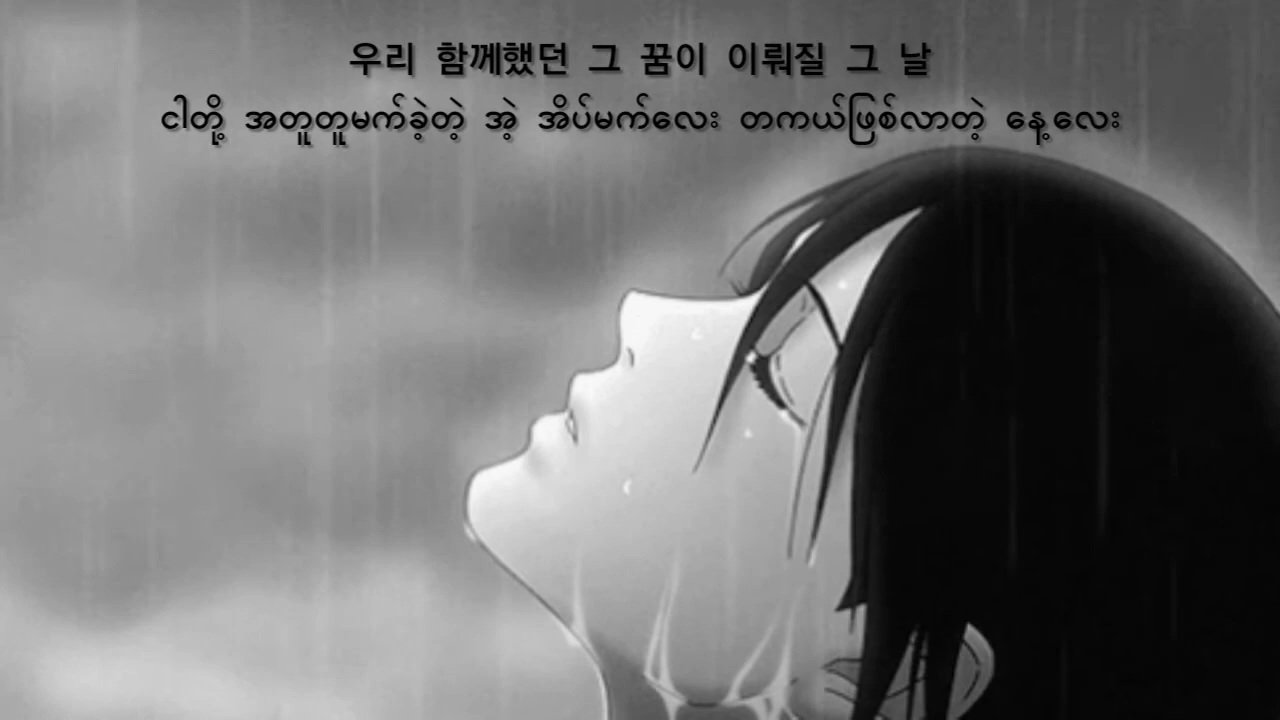 우리 함께했던 그 꿈이 이뤄질 그 날
ငါတို့ အတူတူမက်ခဲ့တဲ့ အဲ့ အိပ်မက်လေး တကယ်ဖြစ်လာတဲ့ နေ့လေး